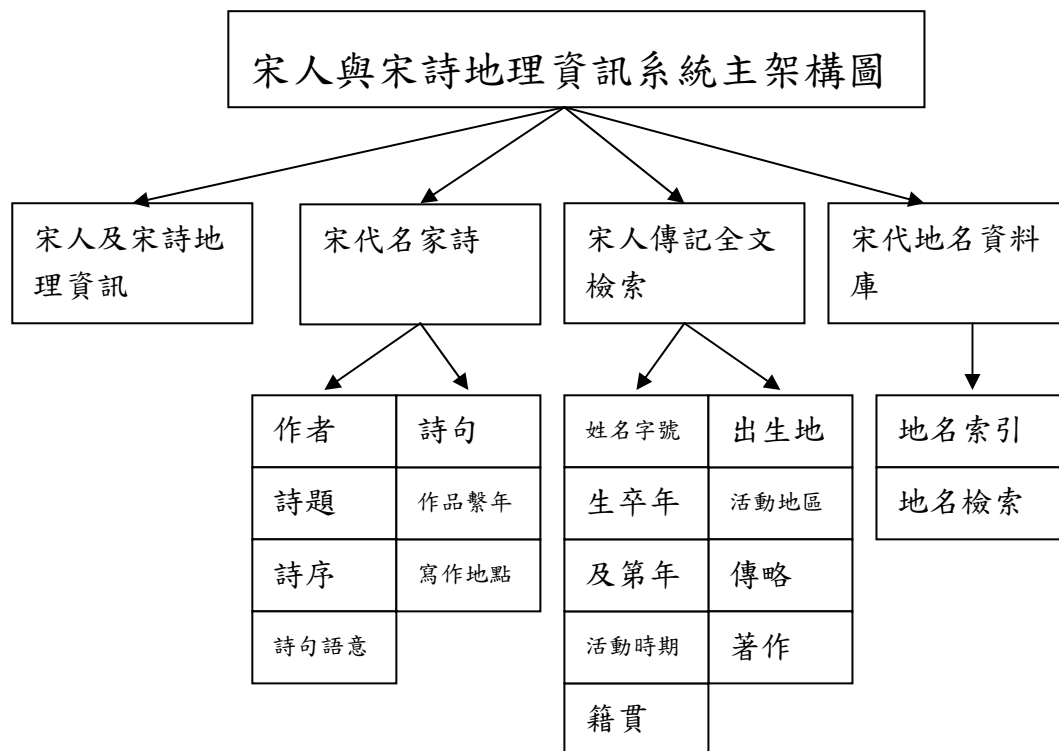 宋人與宋詩地理資訊系統主架構圖
宋人及宋詩地
理資訊
宋代名家詩
宋人傳記全文
檢索
宋代地名資料
庫
作者
詩句
詩題
作品繫年
詩序
寫作地點
詩句語意
姓名字號
出生地
生卒年
活動地區
及第年
傳略
活動時期
著作
籍貫
地名索引
地名檢索